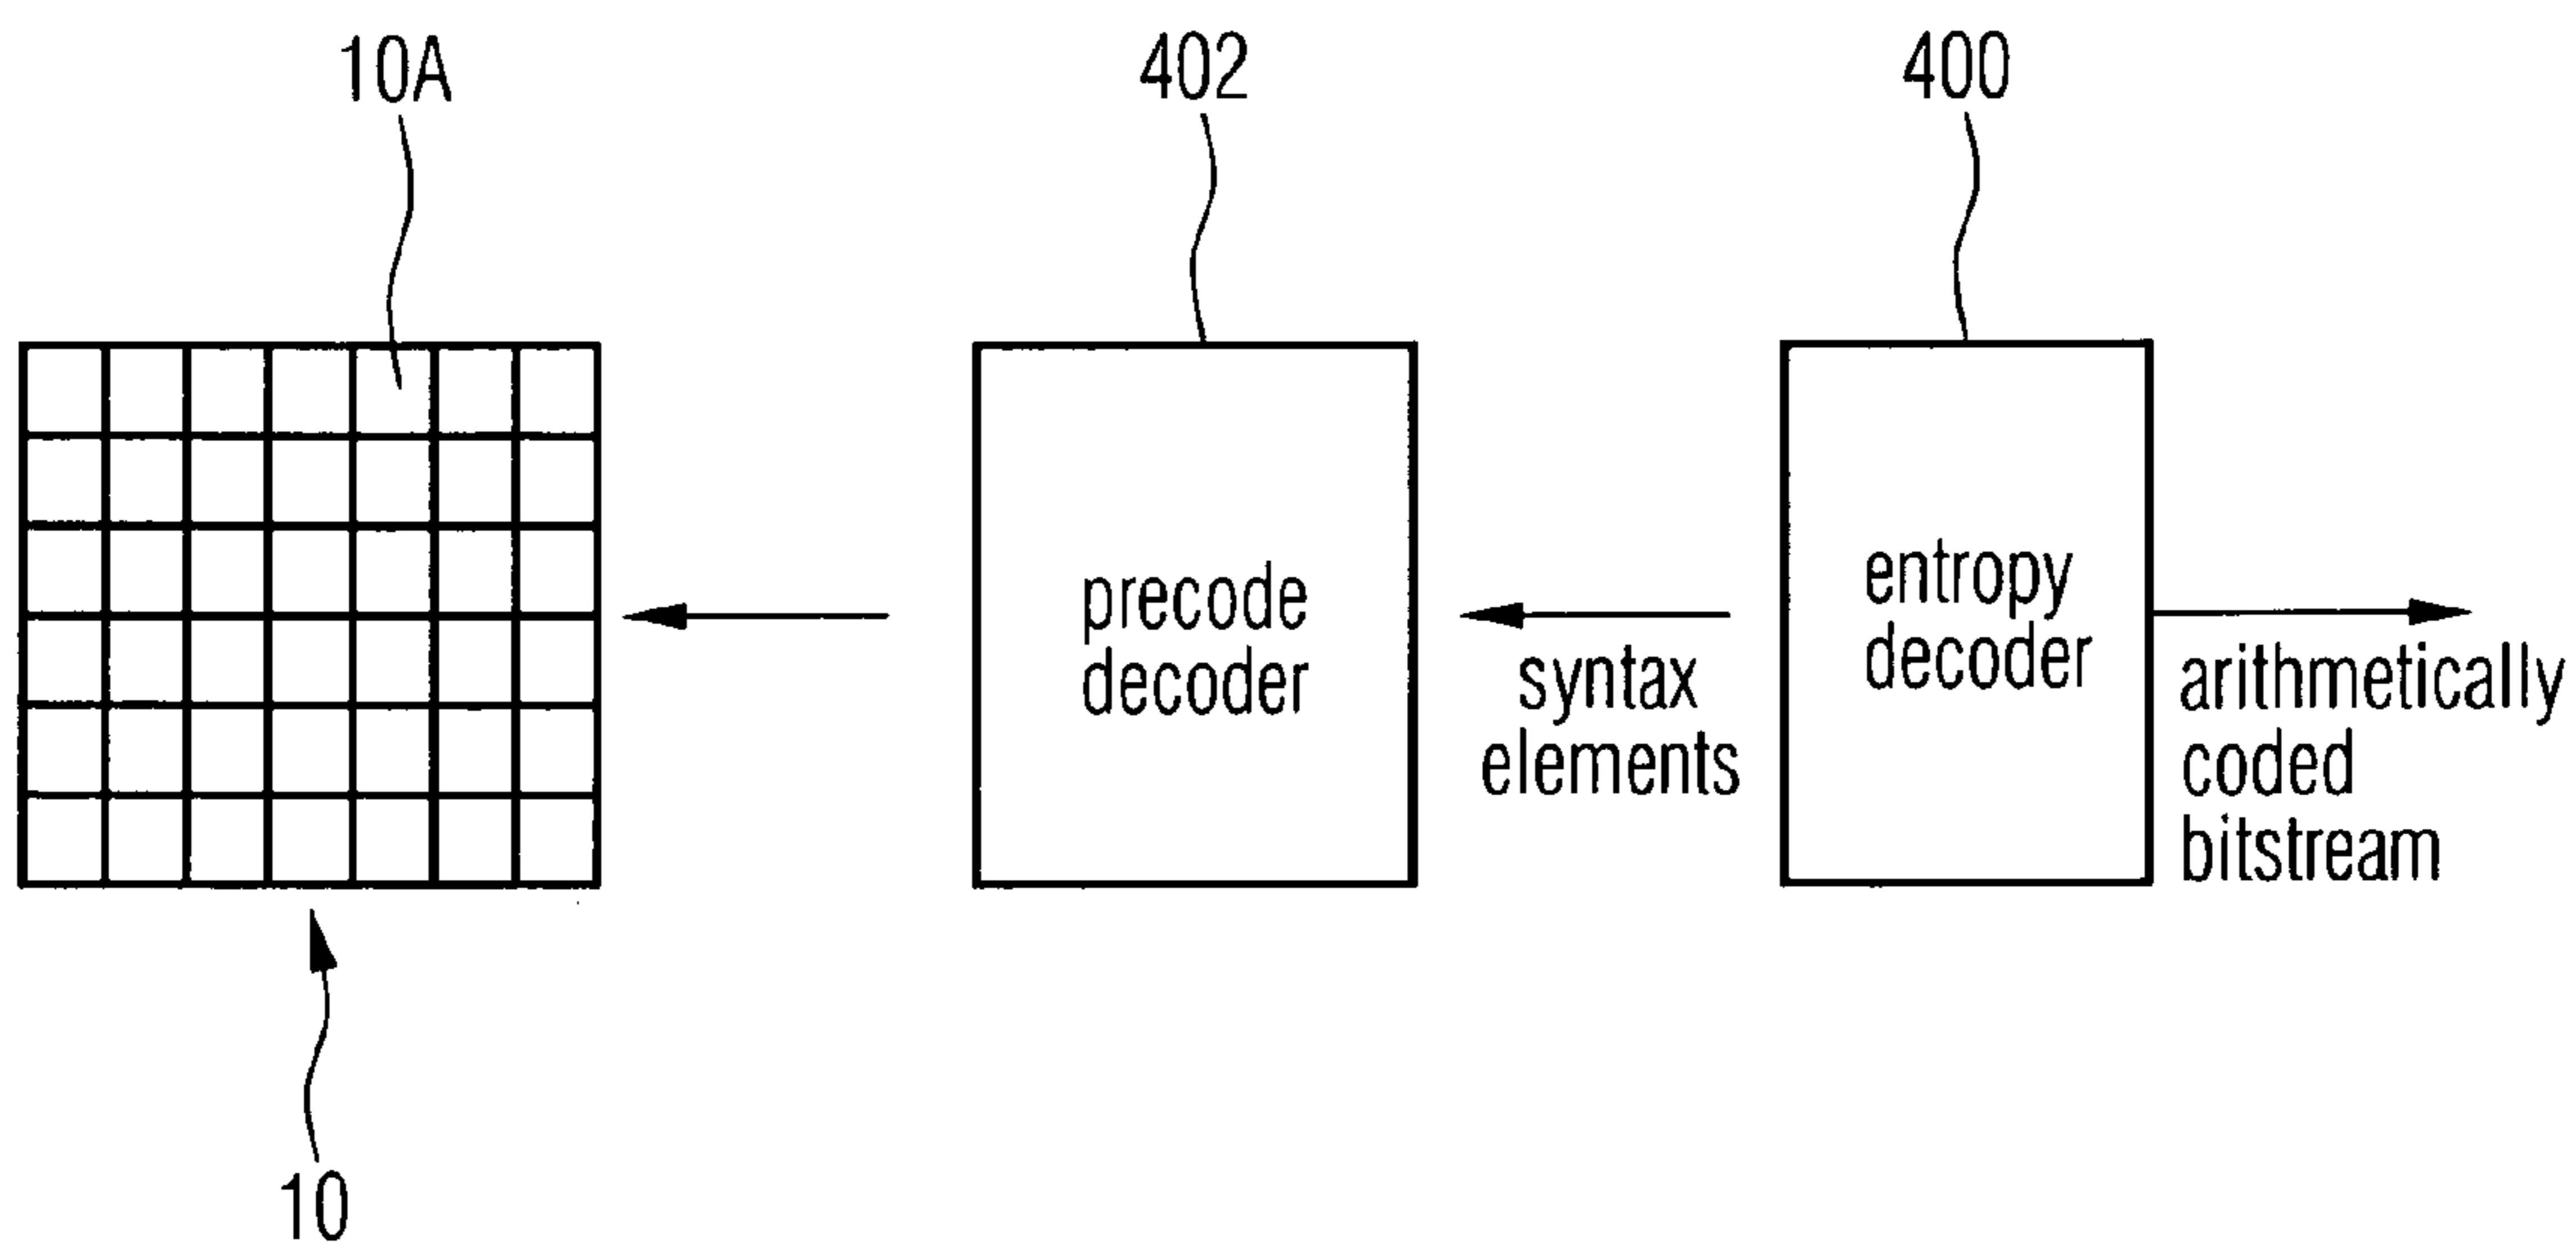 10A
402
400
precode
decoder
syntax
elements
entropy
decoder
arithmetically
coded
bitstream
10